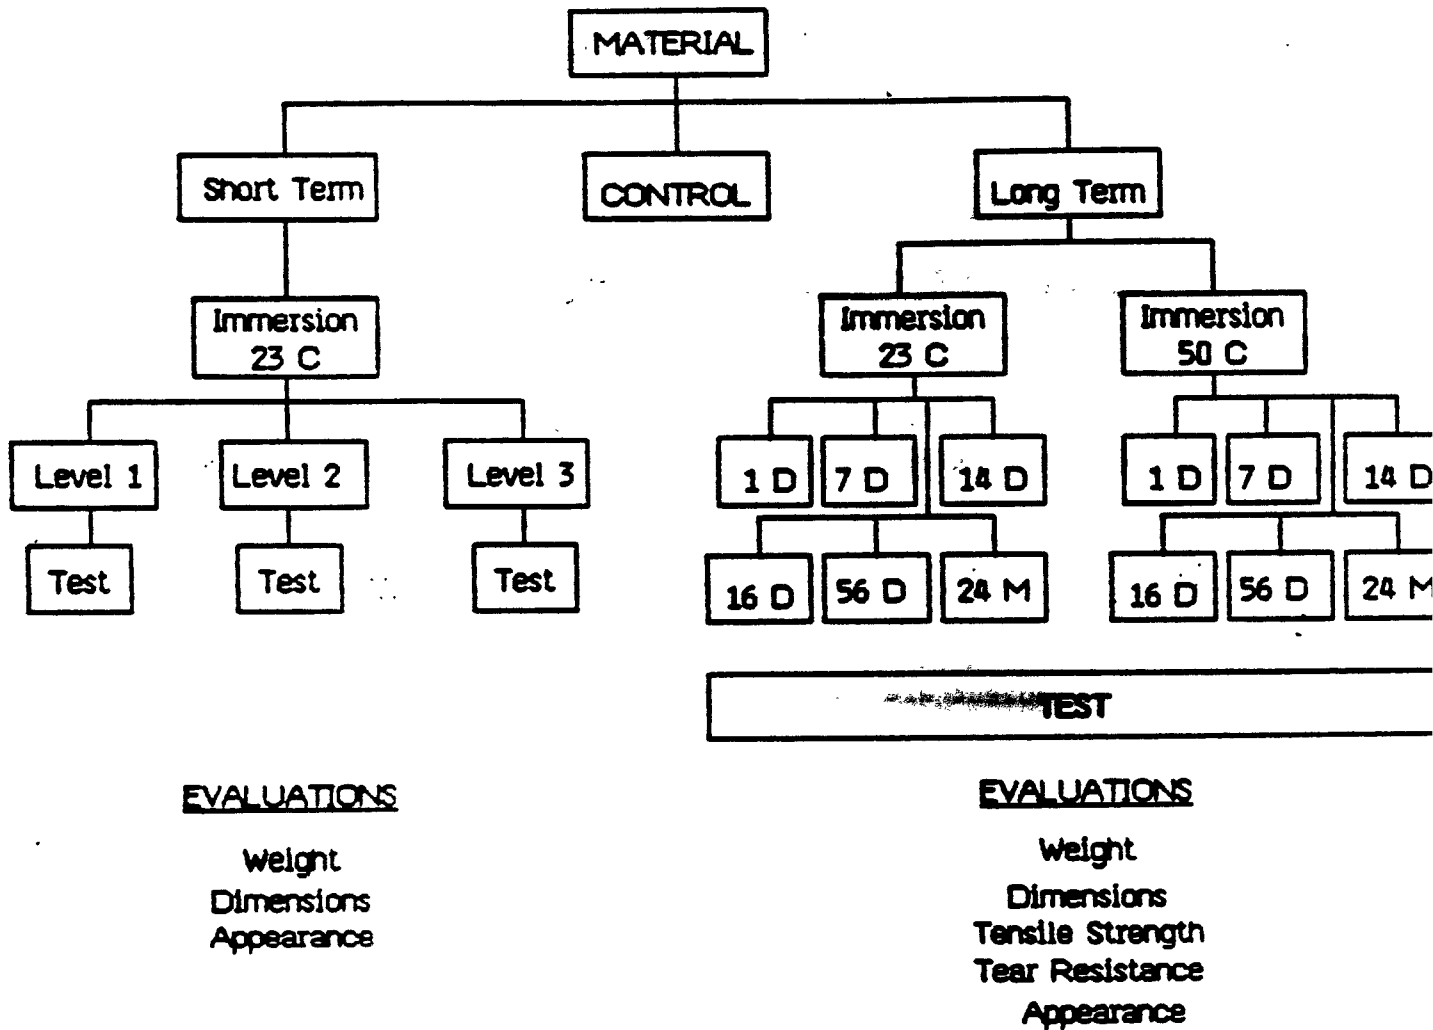 MATERIAL
Short Term
CONTROL
Long Term
Immersion
23 C
Immersion
23 C
Immersion
50 C
Level 1
Level 2
Level 3
1 D
7 D
14 D
1 D
7 D
14 D
Test
Test
Test
16 D
56 D
24 M
16 D
56 D
24 M
TEST
EVALUATIONS
Weight
Dimensions
Appearance
EVALUATIONS
Weight
Dimensions
Tensile Strength
Tear Resistance
Appearance